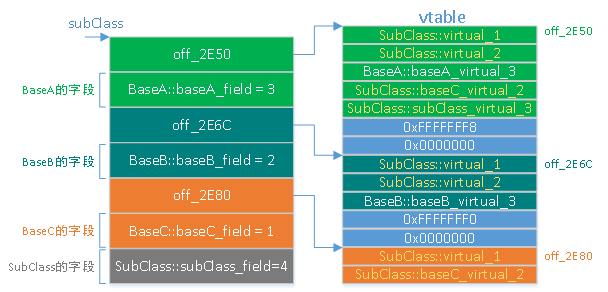 subClass
off_2E50
BaseA::baseA_field = 3
off_2E6C
BaseB::baseB_field = 2
off_2E80
BaseC::baseC_field = 1
SubClass::subClass_field=4
BaseA的字段
BaseB的字段
BaseC的字段
SubClass的字段
vtable
SubClass::virtual_1
SubClass::virtual_2
BaseA::baseA_virtual_3
SubClass::baseC_virtual_2
SubClass::subClass_virtual_3
0xFFFFFFF8
0x0000000
SubClass::virtual_1
SubClass::virtual_2
BaseB::baseB_virtual_3
0xFFFFFFF0
0x0000000
SubClass::virtual_1
SubClass::baseC_virtual_2
off_2E50
off_2E6C
off_2E80